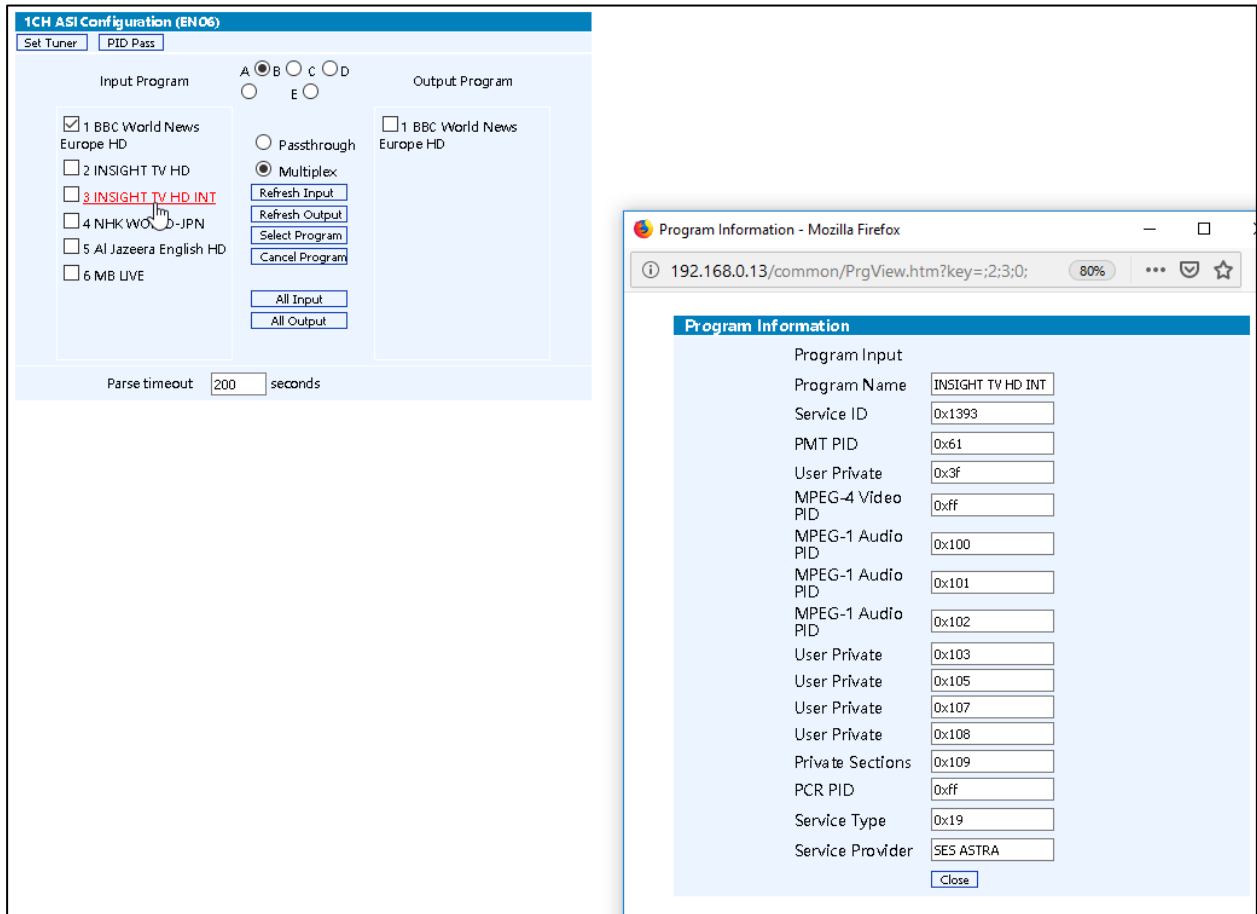 1CH ASI Configuration (EN06)
Set Tuner PID Pass
Input Program
A B C D
E
Output Program
1 BBC World News
Europe HD
2 INSIGHT TV HD
3 INSIGHT TV HD INT
4 NHK WO D-JPN
5 Al Jazeera English HD
6 MB LIVE
Passthrough
Multiplex
Refresh Input
Refresh Output
Select Program
Cancel Program
All Input
All Output
1 BBC World News
Europe HD
Parse timeout 200 seconds
Program Information - Mozilla Firefox
192.168.0.13/common/PrgView.htm?key=;2;3;0; 80%
Program Information
Program Input
Program Name INSIGHT TV HD INT
Service ID 0x1393
PMT PID 0x61
User Private 0x3f
MPEG-4 Video
PID 0xff
MPEG-1 Audio
PID 0x100
MPEG-1 Audio
PID 0x101
MPEG-1 Audio
PID 0x102
User Private 0x103
User Private 0x105
User Private 0x107
User Private 0x108
Private Sections 0x109
PCR PID 0xff
Service Type 0x19
Service Provider SES ASTRA
Close